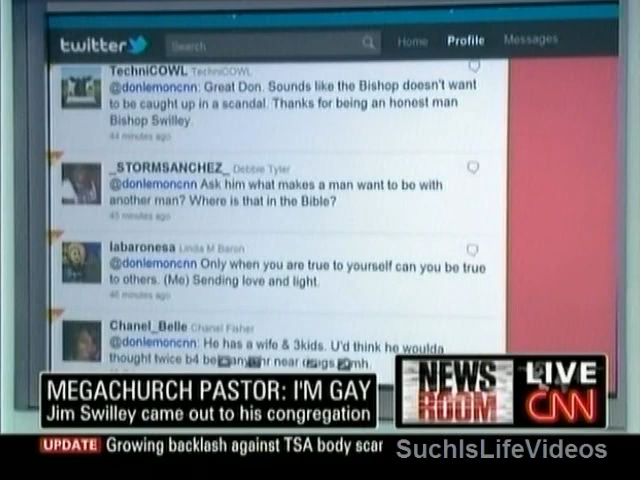 twitter Search Home Profile Messages
TechniCOWL TechniCOWL
@donlemoncnn: Great Don. Sounds like the Bishop doesn't want
to be caught up in a scandal. Thanks for being an honest man
Bishop Swilley.
44 minutes ago
_STORMSANCHEZ_ Debbie Tyler
@donlemoncnn Ask him what makes a man want to be with
another man? Where is that in the Bible?
45 minutes ago
labaronesa Linda M Baron
@donlemoncnn Only when you are true to yourself can you be true
to others. (Me) Sending love and light.
46 minutes ago
Chanel_Belle Chanel Fisher
@donlemoncnn: He has a wife & 3kids. U'd think he woulda
thought twice b4 near
MEGACHURCH PASTOR: I'M GAY
Jim Swilley came out to his congregation
NEWS ROOM
LIVE
CNN
UPDATE Growing backlash against TSA body scar
SuchIsLifeVideos